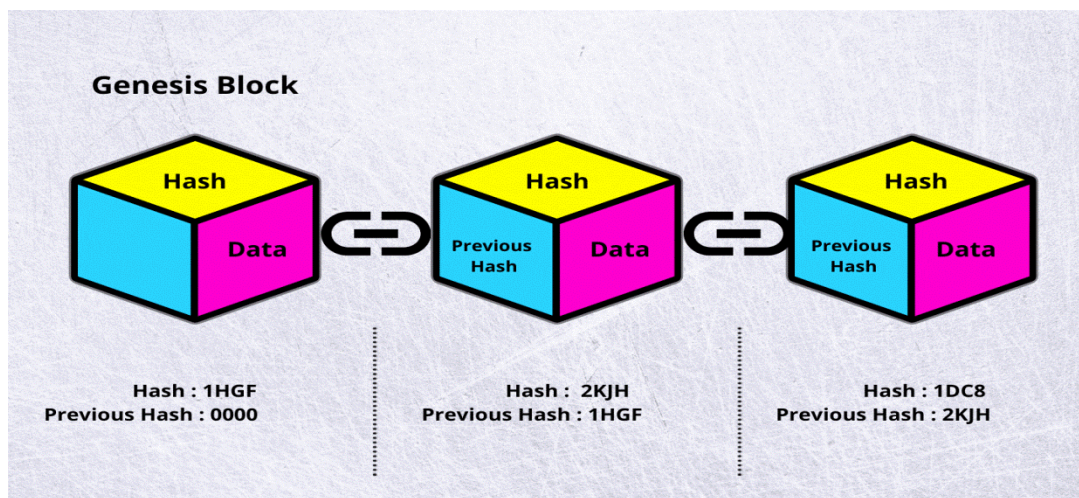 Genesis Block
Hash
Data
Hash
Previous
Hash
Data
Hash
Previous
Hash
Data
Hash : 1HGF
Previous Hash : 0000
Hash :  2KJH
Previous Hash : 1HGF
Hash : 1DC8
Previous Hash : 2KJH